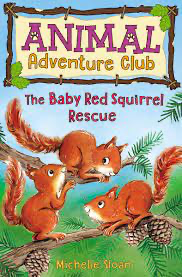 ANIMAL
Adventure Club
The Baby Red Squirrel
Rescue
Michelle Sloan